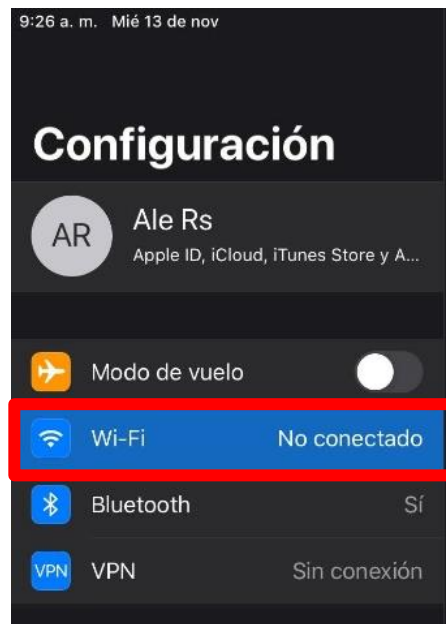 9:26 a. m. Mié 13 de nov
Configuración
AR
Ale Rs
Apple ID, iCloud, iTunes Store y A...
Modo de vuelo
Wi-Fi No conectado
Bluetooth Sí
VPN VPN Sin conexión